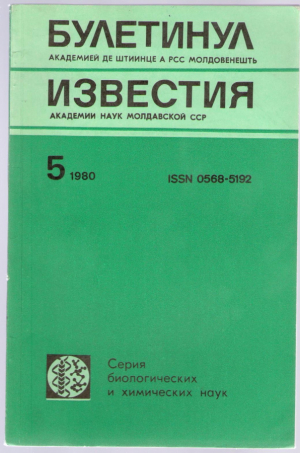 БУЛЕТИНУЛ
АКАДЕМИЕЙ ДЕ ШТИИНЦЕ А РСС МОЛДОВЕНЕШТЬ
ИЗВЕСТИЯ
АКАДЕМИИ НАУК МОЛДАВСКОЙ ССР
5 1980 ISSN 0568-5192
Серия
биологических
и химических наук